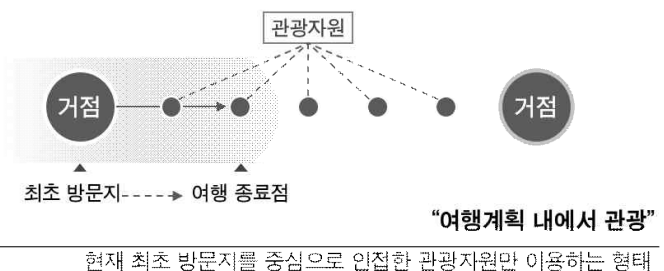 관광자원
거점 거점
최초 방문지 여행 종료점
“여행계획 내에서 관광”
현재 최초 방문지를 중심으로 인접한 관광자원만 이용하는 형태